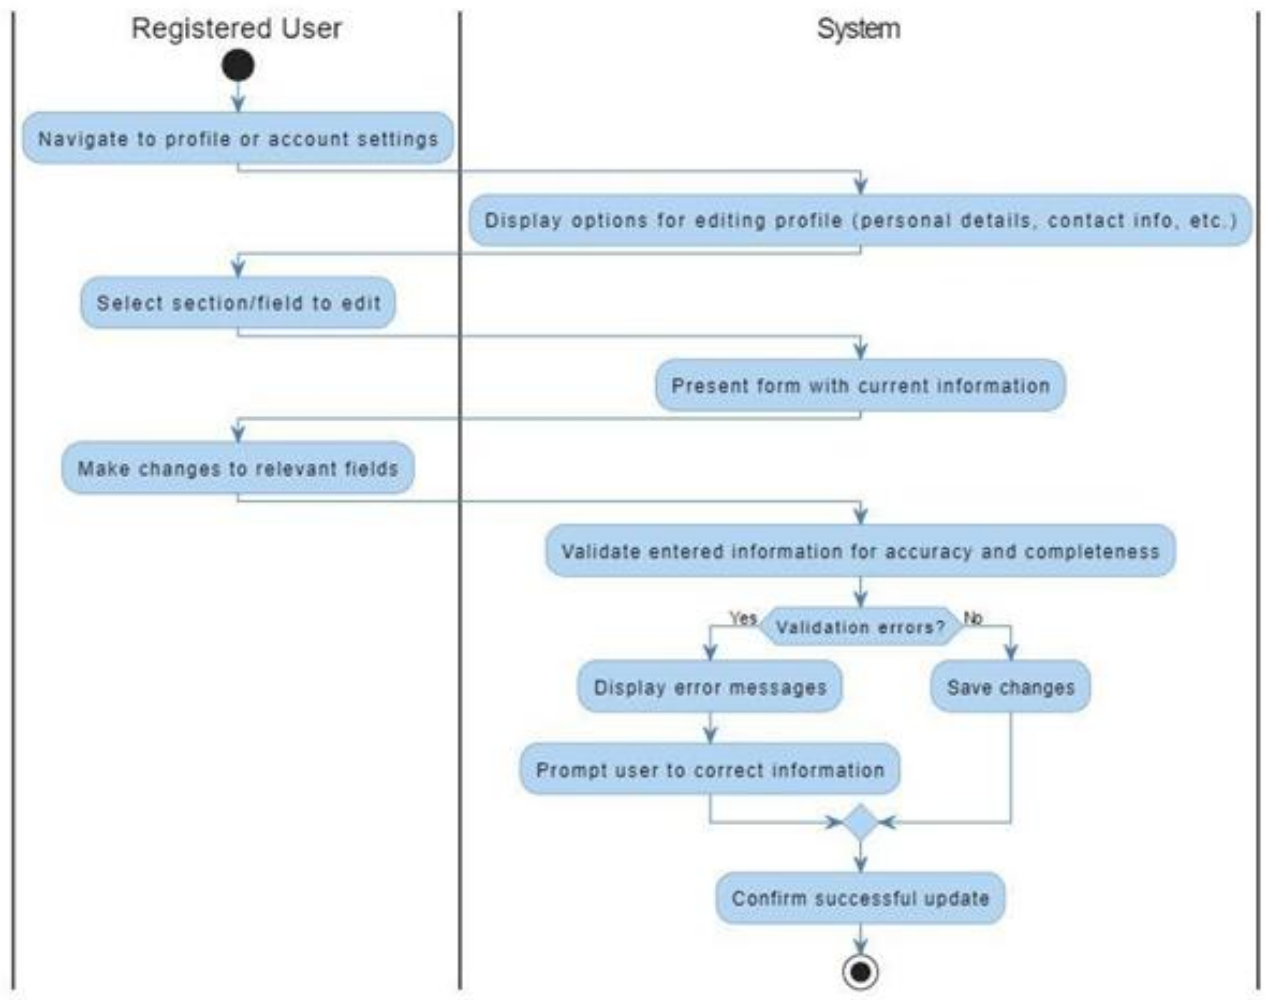 Registered User
System
Navigate to profile or account settings
Display options for editing profile (personal details, contact info, etc.)
Select section/field to edit
Present form with current information
Make changes to relevant fields
Validate entered information for accuracy and completeness
Yes
Validation errors?
No
Display error messages
Save changes
Prompt user to correct information
Confirm successful update